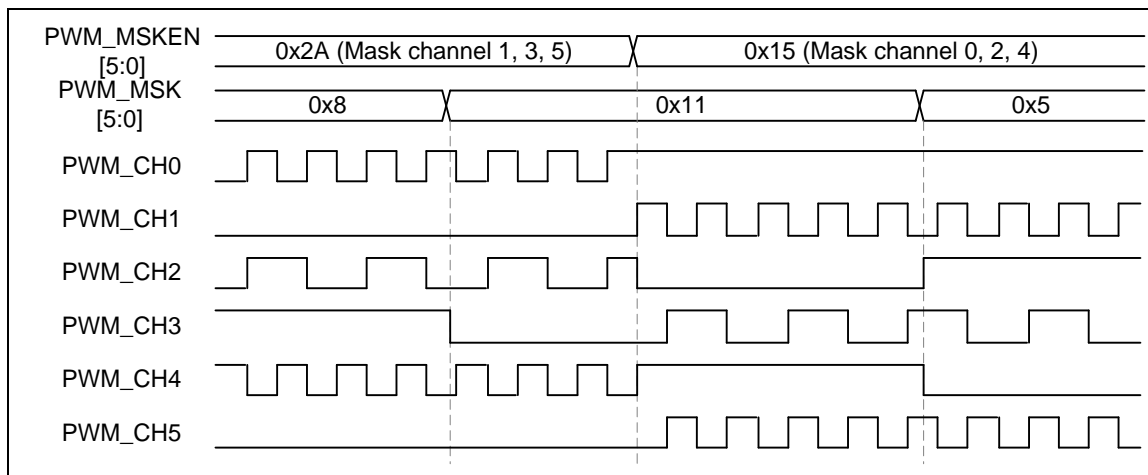 PWM_MSKEN
[5:0]
0x2A (Mask channel 1, 3, 5)
0x15 (Mask channel 0, 2, 4)
PWM_MSK
[5:0]
0x8
0x11
0x5
PWM_CH0
PWM_CH1
PWM_CH2
PWM_CH3
PWM_CH4
PWM_CH5